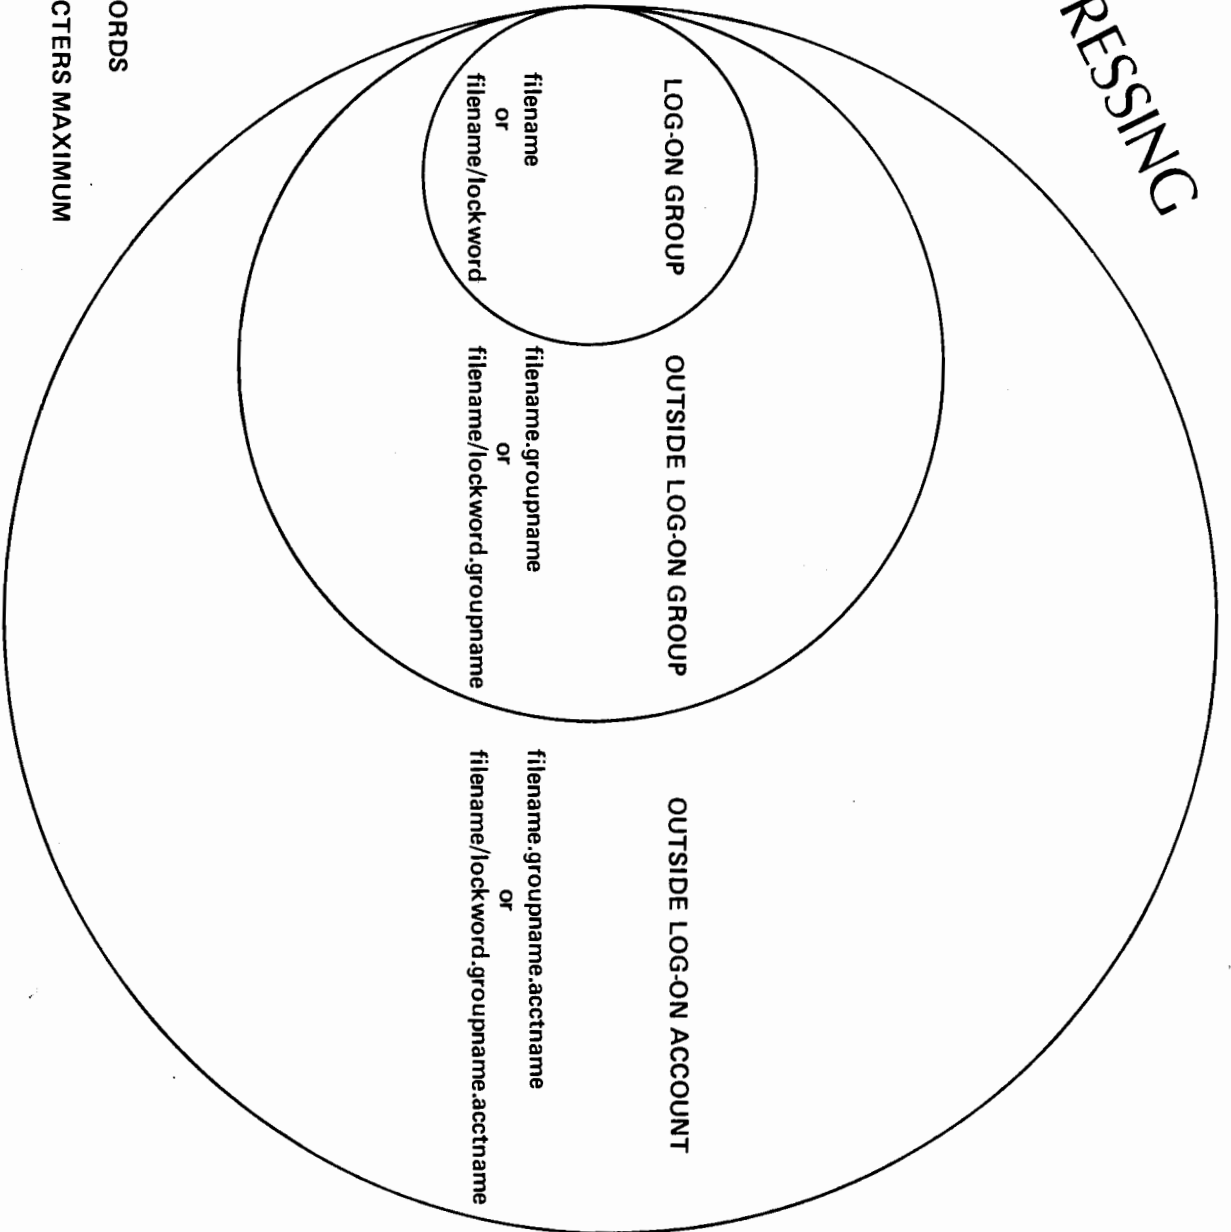 RESSING
LOG-ON GROUP
filename
or
filename/lockword
OUTSIDE LOG-ON GROUP
filename.groupname
or
filename/lockword.groupname
OUTSIDE LOG-ON ACCOUNT
filename.groupname.acctname
or
filename/lockword.groupname.acctname
ORDS
CTERS MAXIMUM